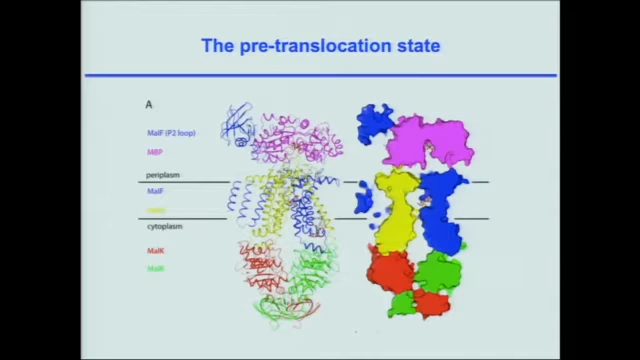 The pre-translocation state
A
MalF (P2 loop)
MBP
periplasm
MalF
cytoplasm
MalK
MalK